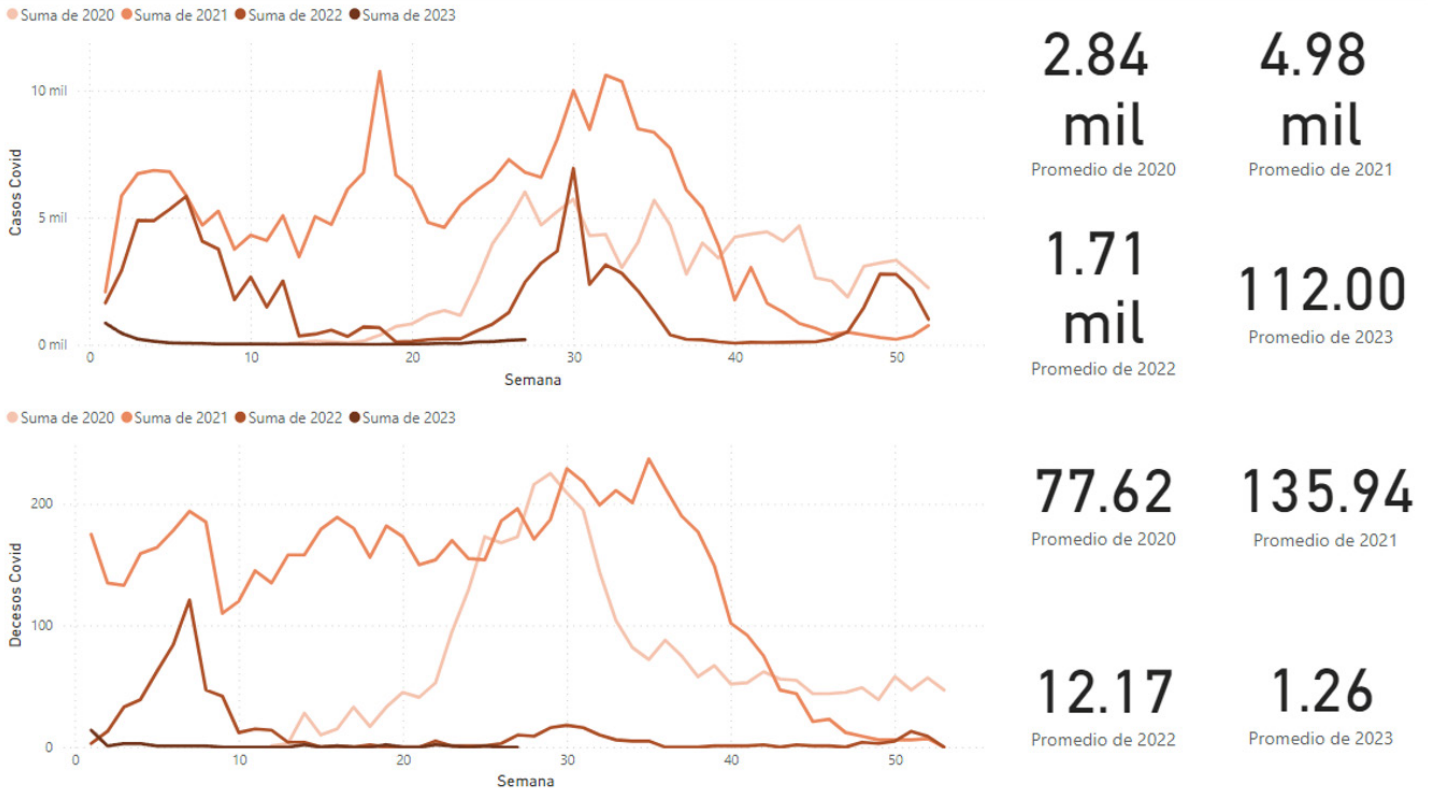 Suma de 2020 Suma de 2021 Suma de 2022 Suma de 2023
Casos Covid
10 mil
5 mil
0 mil
0 10 20 30 40 50
Semana
2.84
mil
Promedio de 2020
4.98
mil
Promedio de 2021
1.71
mil
Promedio de 2022
112.00
Promedio de 2023
Suma de 2020 Suma de 2021 Suma de 2022 Suma de 2023
Decesos Covid
200
100
0
0 10 20 30 40 50
Semana
77.62
Promedio de 2020
135.94
Promedio de 2021
12.17
Promedio de 2022
1.26
Promedio de 2023